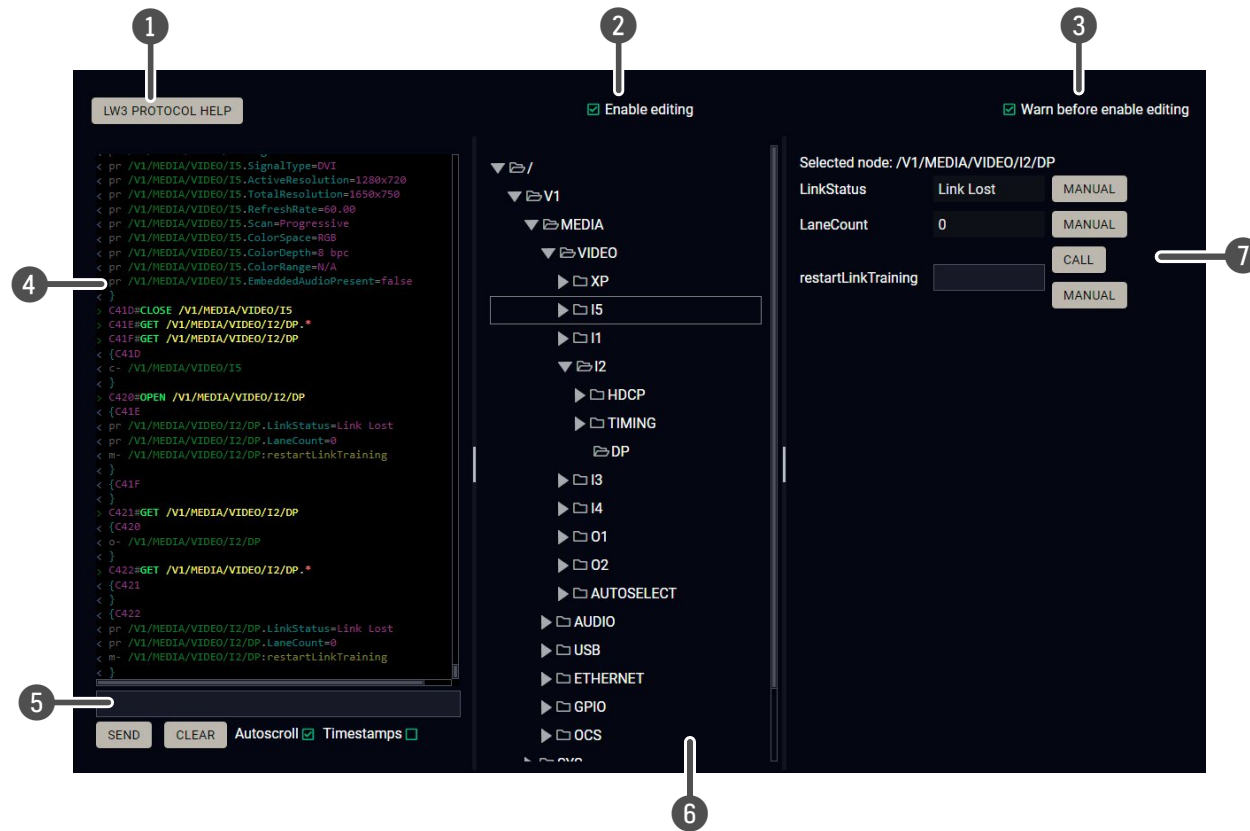 1
2
3
LW3 PROTOCOL HELP
Enable editing
Warn before enable editing
< pr /V1/MEDIA/VIDEO/I5.SignalType=DVI
< pr /V1/MEDIA/VIDEO/I5.ActiveResolution=1280x720
< pr /V1/MEDIA/VIDEO/I5.TotalResolution=1650x750
< pr /V1/MEDIA/VIDEO/I5.RefreshRate=60.00
< pr /V1/MEDIA/VIDEO/I5.Scan=Progressive
< pr /V1/MEDIA/VIDEO/I5.ColorSpace=RGB
< pr /V1/MEDIA/VIDEO/I5.ColorDepth=8 bpc
< pr /V1/MEDIA/VIDEO/I5.ColorRange=N/A
pr /V1/MEDIA/VIDEO/I5.EmbeddedAudioPresent=false
< }
> C41D#CLOSE /V1/MEDIA/VIDEO/I5
> C41E#GET /V1/MEDIA/VIDEO/I2/DP.*
> C41F#GET /V1/MEDIA/VIDEO/I2/DP
< {C41D
< c- /V1/MEDIA/VIDEO/I5
< }
> C420#OPEN /V1/MEDIA/VIDEO/I2/DP
< {C41E
< pr /V1/MEDIA/VIDEO/I2/DP.LinkStatus=Link Lost
< pr /V1/MEDIA/VIDEO/I2/DP.LaneCount=0
< m- /V1/MEDIA/VIDEO/I2/DP:restartLinkTraining
< }
< {C41F
< }
> C421#GET /V1/MEDIA/VIDEO/I2/DP
< {C420
< o- /V1/MEDIA/VIDEO/I2/DP
< }
> C422#GET /V1/MEDIA/VIDEO/I2/DP.*
< {C421
< }
< {C422
< pr /V1/MEDIA/VIDEO/I2/DP.LinkStatus=Link Lost
< pr /V1/MEDIA/VIDEO/I2/DP.LaneCount=0
< m- /V1/MEDIA/VIDEO/I2/DP:restartLinkTraining
< }
4
5
SEND
CLEAR
Autoscroll
Timestamps
/
V1
MEDIA
VIDEO
XP
I5
I1
I2
HDCP
TIMING
DP
I3
I4
O1
O2
AUTOSELECT
AUDIO
USB
ETHERNET
GPIO
OCS
6
Selected node: /V1/MEDIA/VIDEO/I2/DP
LinkStatus Link Lost MANUAL
LaneCount 0 MANUAL
CALL
restartLinkTraining
MANUAL
7